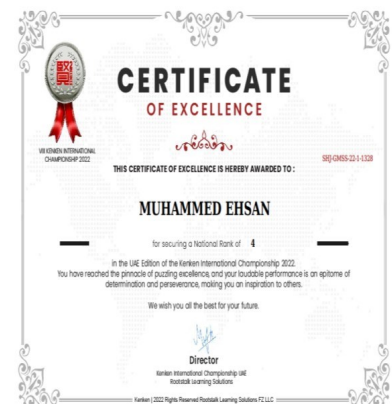 CERTIFICATE
OF EXCELLENCE
VIII KENKEN INTERNATIONAL
CHAMPIONSHIP 2022
SHJ-GMSS-22-1-1328
THIS CERTIFICATE OF EXCELLENCE IS HEREBY AWARDED TO :
MUHAMMED EHSAN
for securing a National Rank of 4
in the UAE Edition of the Kenken International Championship 2022.
You have reached the pinnacle of puzzling excellence, and your laudable performance is an epitome of
determination and perseverance, making you an inspiration to others.
We wish you all the best for your future.
Director
Kenken International Championship UAE
Rootstalk Learning Solutions
Kenken | 2022 Rights Reserved Rootstalk Learning Solutions FZ LLC